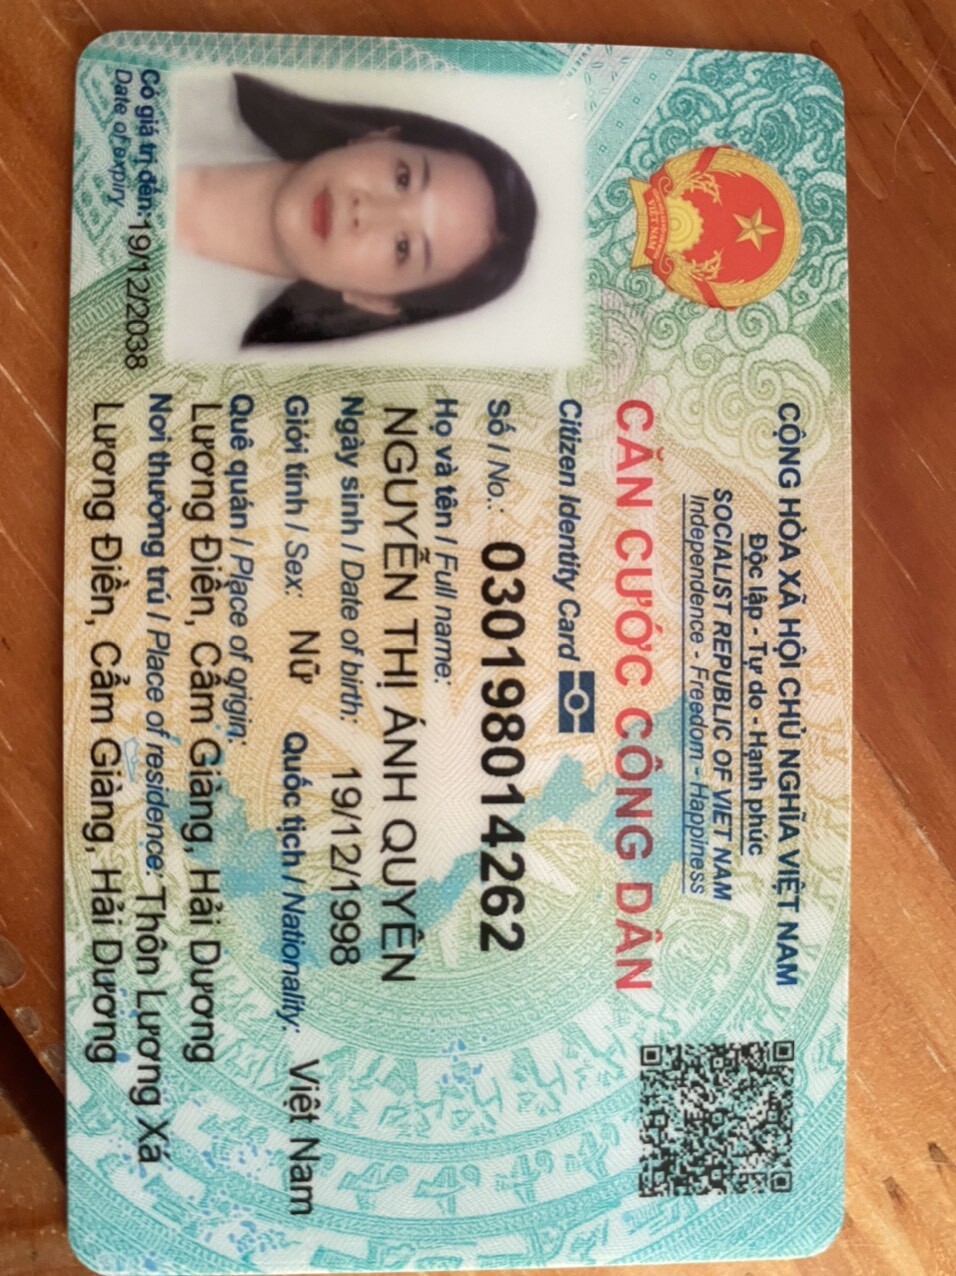 CỘNG HÒA XÃ HỘI CHỦ NGHĨA VIỆT NAM
Độc lập - Tự do - Hạnh phúc
SOCIALIST REPUBLIC OF VIET NAM
Independence - Freedom - Happiness
CĂN CƯỚC CÔNG DÂN
Citizen Identity Card
Số / No.: 030198014262
Họ và tên / Full name:
NGUYỄN THỊ ÁNH QUYÊN
Ngày sinh / Date of birth: 19/12/1998
Giới tính / Sex: Nữ Quốc tịch / Nationality: Việt Nam
Quê quán / Place of origin:
Lương Điền, Cẩm Giàng, Hải Dương
Nơi thường trú / Place of residence: Thôn Lương Xá
Lương Điền, Cẩm Giàng, Hải Dương
Có giá trị đến: 19/12/2038
Date of expiry
VIỆT NAM